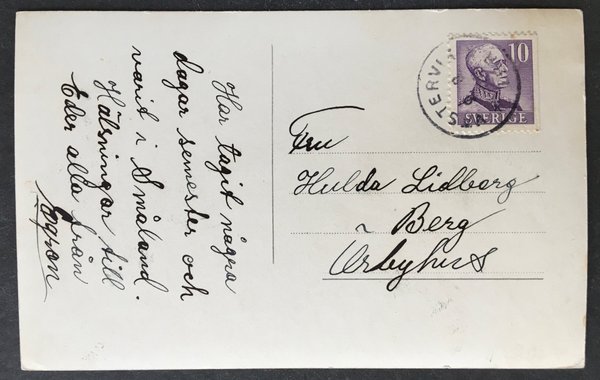 Har tagit några
dagar semester och
varit i Småland.
Hälsningar till
Eder alla från
10
SVERIGE
Fru
Hulda Lidberg
Berg
Örbyhus